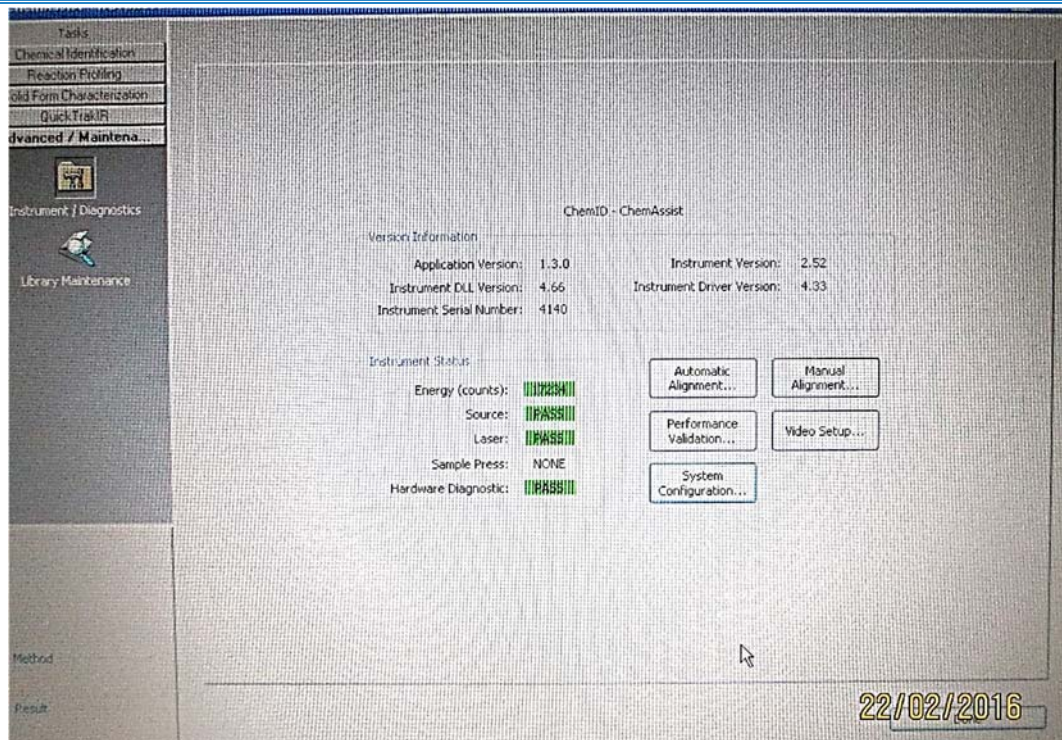 Tasks
Chemical Identification
Reaction Profiling
olid Form Characterization
QuickTrakIR
dvanced / Maintena...
Instrument / Diagnostics
Library Maintenance
ChemID - ChemAssist
Version Information
Application Version: 1.3.0 Instrument Version: 2.52
Instrument DLL Version: 4.66 Instrument Driver Version: 4.33
Instrument Serial Number: 4140
Instrument Status
Energy (counts): 17234
Source: PASS
Laser: PASS
Sample Press: NONE
Hardware Diagnostic: PASS
Automatic Alignment...
Manual Alignment...
Performance Validation...
Video Setup...
System Configuration...
Method
Result
22/02/2016